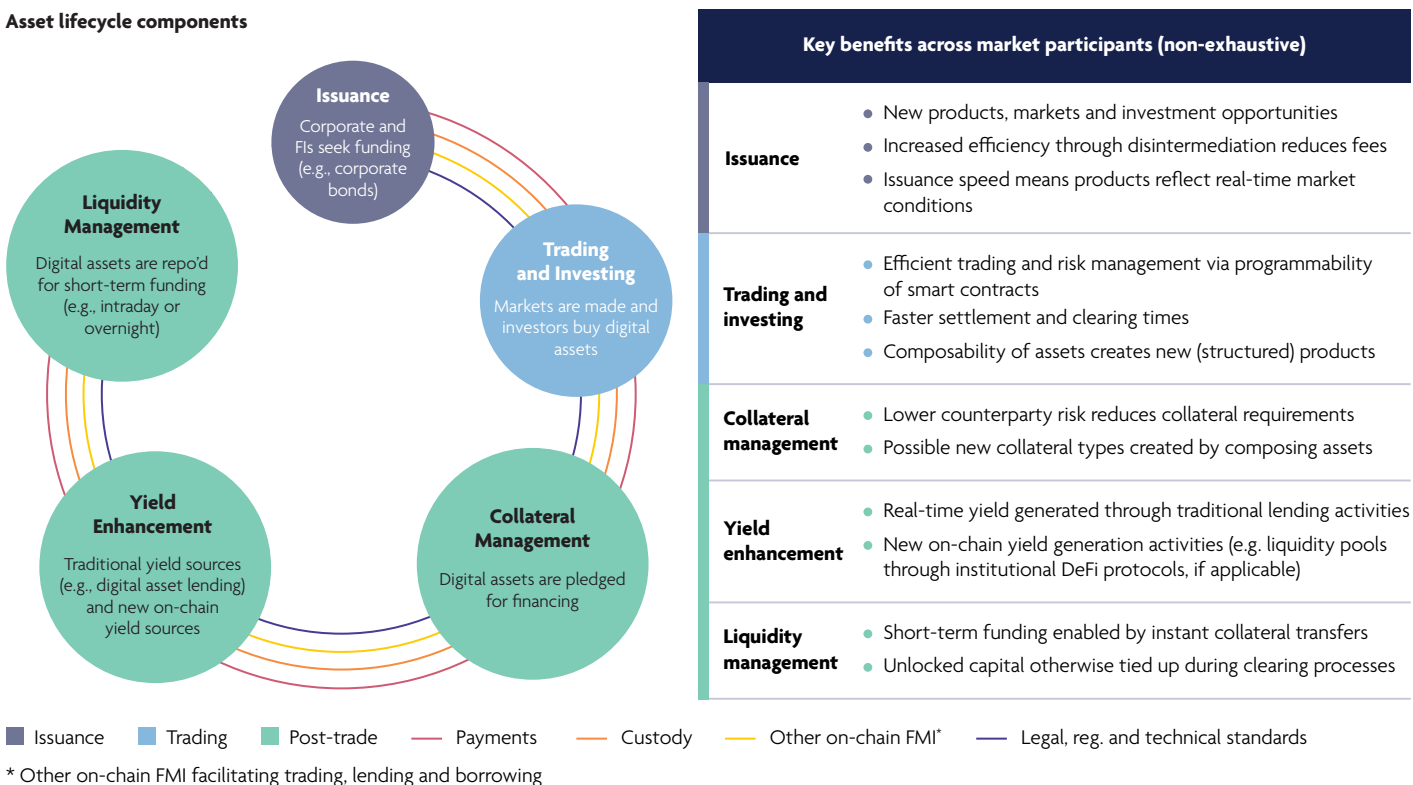 Asset lifecycle components
Issuance
Corporate and
FIs seek funding
(e.g., corporate
bonds)
Trading
and Investing
Markets are made and
investors buy digital
assets
Collateral
Management
Digital assets are pledged
for financing
Yield
Enhancement
Traditional yield sources
(e.g., digital asset lending)
and new on-chain
yield sources
Liquidity
Management
Digital assets are repo'd
for short-term funding
(e.g., intraday or
overnight)
Key benefits across market participants (non-exhaustive)
Issuance
New products, markets and investment opportunities
Increased efficiency through disintermediation reduces fees
Issuance speed means products reflect real-time market
conditions
Trading and
investing
Efficient trading and risk management via programmability
of smart contracts
Faster settlement and clearing times
Composability of assets creates new (structured) products
Collateral
management
Lower counterparty risk reduces collateral requirements
Possible new collateral types created by composing assets
Yield
enhancement
Real-time yield generated through traditional lending activities
New on-chain yield generation activities (e.g. liquidity pools
through institutional DeFi protocols, if applicable)
Liquidity
management
Short-term funding enabled by instant collateral transfers
Unlocked capital otherwise tied up during clearing processes
Issuance Trading Post-trade Payments Custody Other on-chain FMI* Legal, reg. and technical standards
* Other on-chain FMI facilitating trading, lending and borrowing